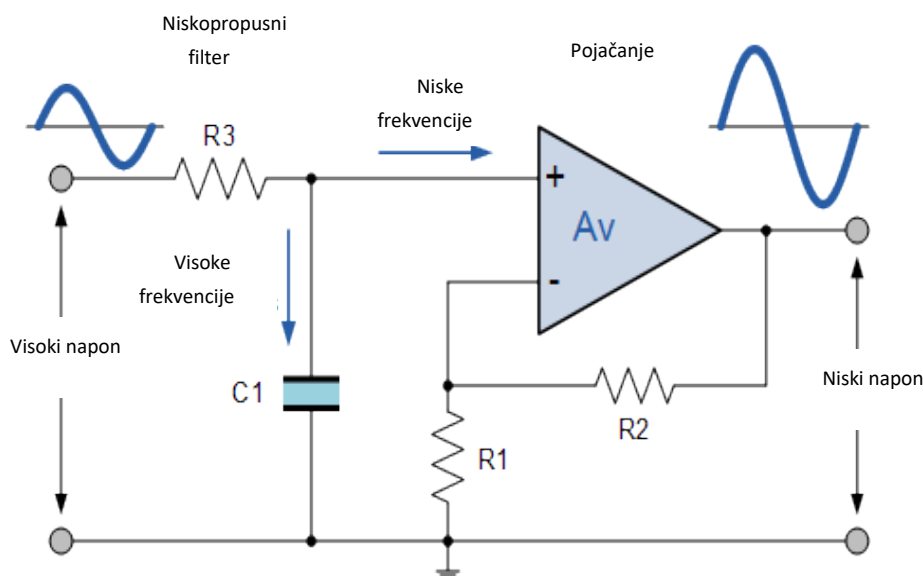 Niskopropusni
filter
Pojačanje
Niske
frekvencije
R3
+
Av
-
Visoke
frekvencije
Visoki napon
Niski napon
C1
R2
R1